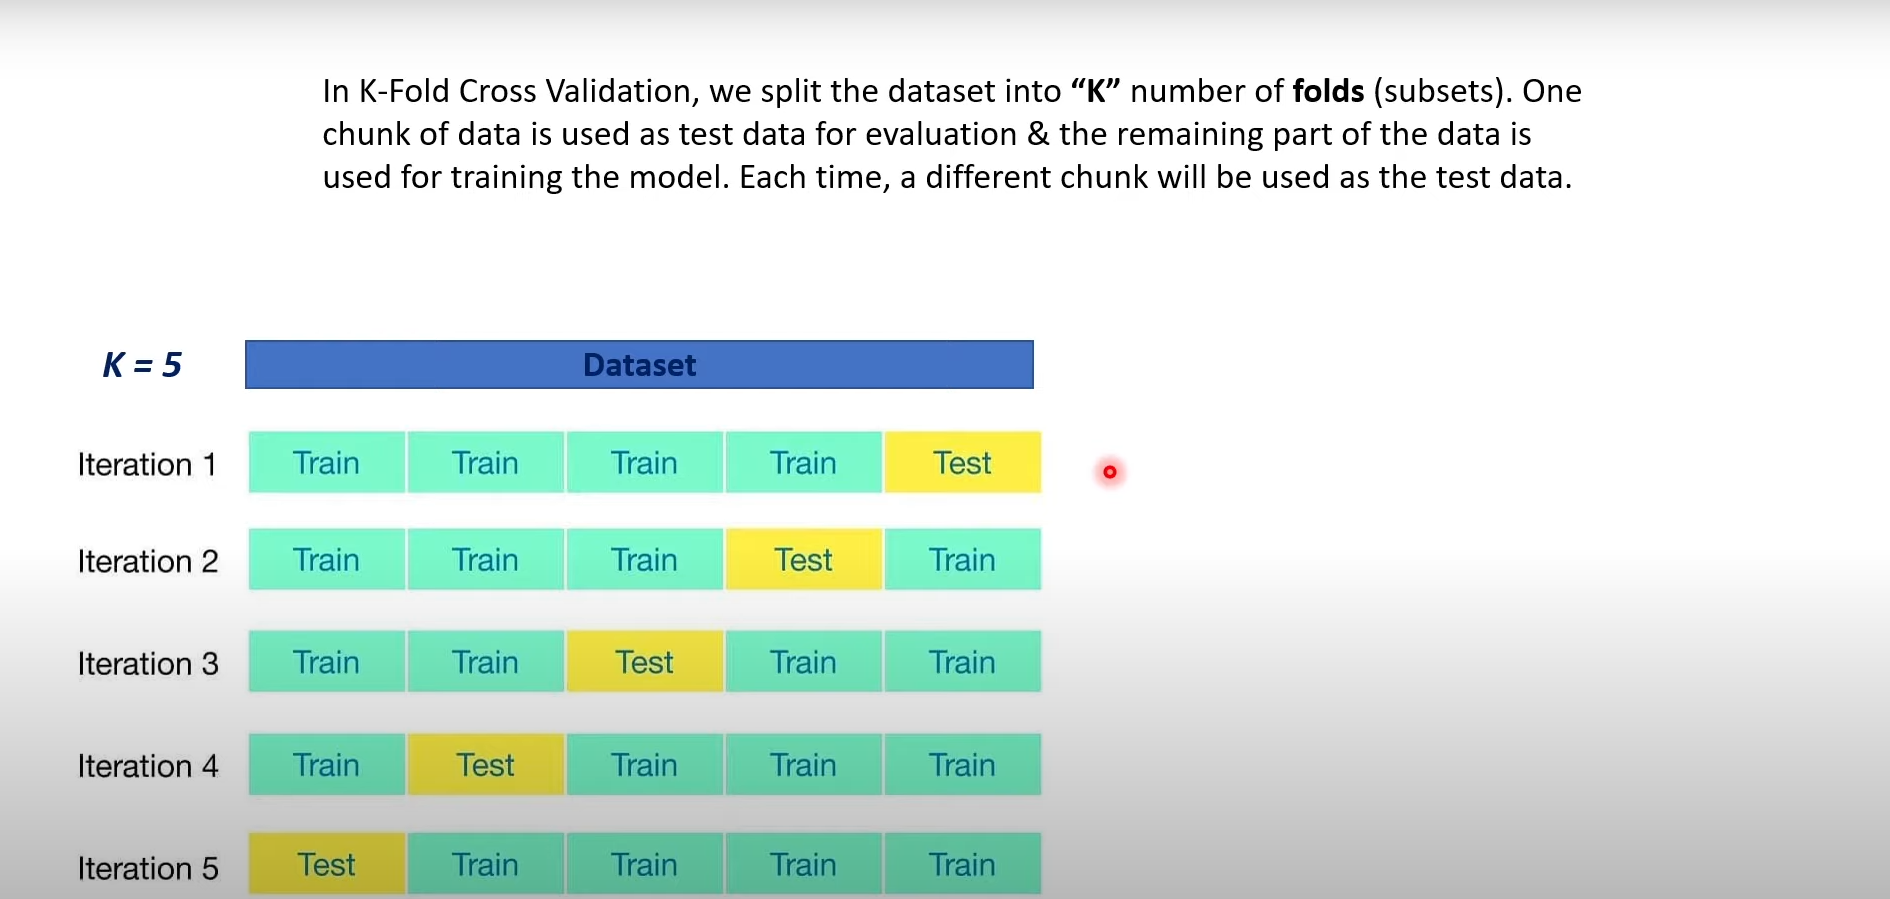 In K-Fold Cross Validation, we split the dataset into “K” number of folds (subsets). One
chunk of data is used as test data for evaluation & the remaining part of the data is
used for training the model. Each time, a different chunk will be used as the test data.
K = 5 Dataset
Iteration 1 Train Train Train Train Test
Iteration 2 Train Train Train Test Train
Iteration 3 Train Train Test Train Train
Iteration 4 Train Test Train Train Train
Iteration 5 Test Train Train Train Train